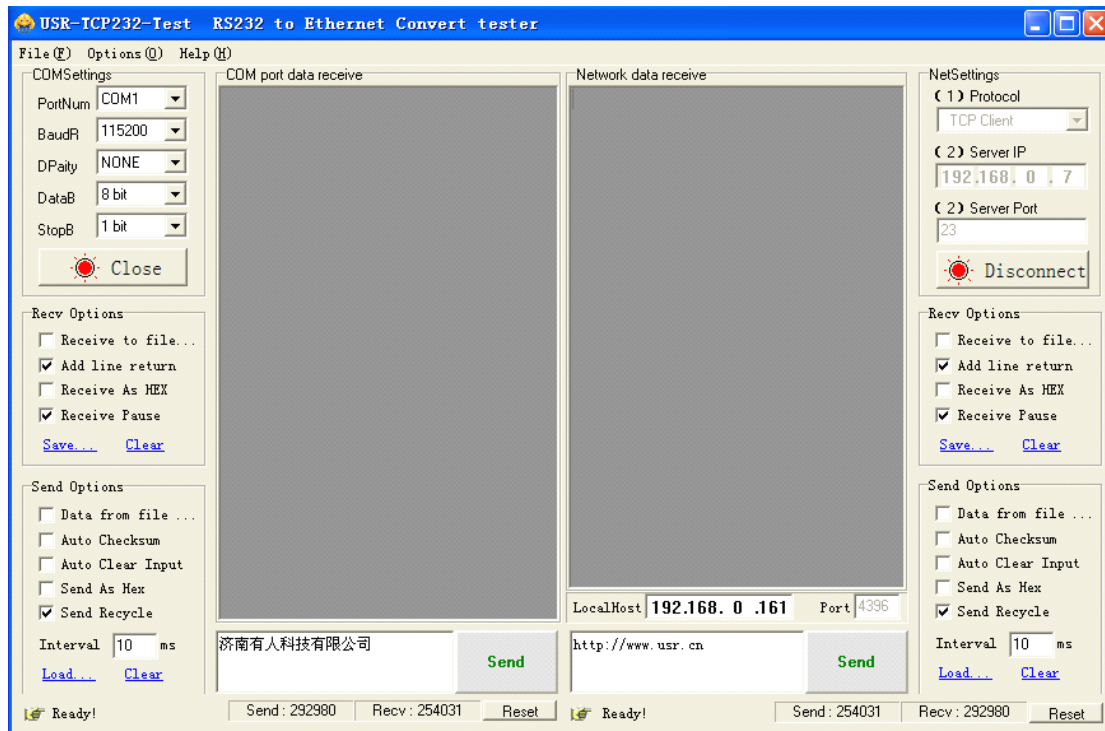 USR-TCP232-Test RS232 to Ethernet Convert tester
File(F) Options(O) Help(H)
COMSettings
PortNum COM1
BaudR 115200
DPaity NONE
DataB 8 bit
StopB 1 bit
Close
Recv Options
Receive to file...
Add line return
Receive As HEX
Receive Pause
Save... Clear
Send Options
Data from file ...
Auto Checksum
Auto Clear Input
Send As Hex
Send Recycle
Interval 10 ms
Load... Clear
COM port data receive
济南有人科技有限公司
Send
Ready!
Send : 292980 Recv : 254031 Reset
Network data receive
LocalHost 192.168. 0 .161 Port 4396
http://www.usr.cn
Send
Ready!
Send : 254031 Recv : 292980 Reset
NetSettings
( 1 ) Protocol
TCP Client
( 2 ) Server IP
192.168. 0 . 7
( 2 ) Server Port
23
Disconnect
Recv Options
Receive to file...
Add line return
Receive As HEX
Receive Pause
Save... Clear
Send Options
Data from file ...
Auto Checksum
Auto Clear Input
Send As Hex
Send Recycle
Interval 10 ms
Load... Clear